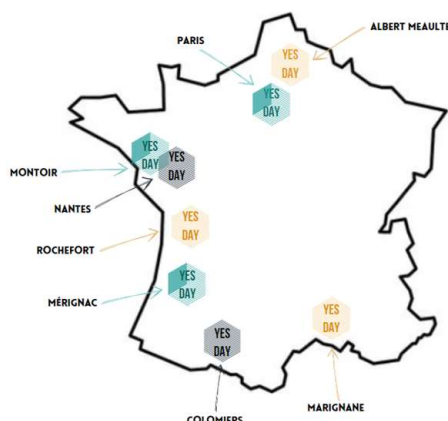 ALBERT MEAULTE
PARIS
YES
DAY
YES
DAY
YES
DAY
YES
DAY
MONTOIR
NANTES
YES
DAY
ROCHEFORT
YES
DAY
MÉRIGNAC
YES
DAY
YES
DAY
MARIGNANE
COLOMIERS